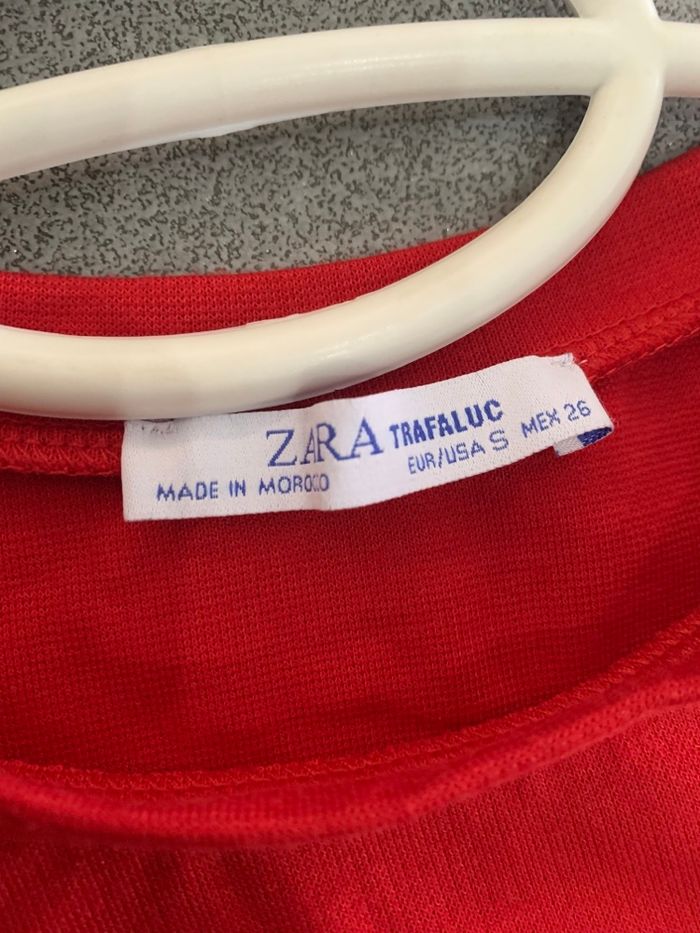 ZARA TRAFALUC
MADE IN MOROCCO EUR/USA S MEX 26